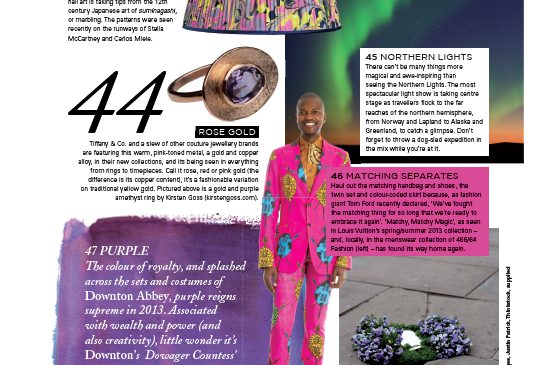 nail art is taking tips from the 12th
century Japanese art of suminagashi,
or marbling. The patterns were seen
recently on the runways of Stella
McCartney and Carlos Miele.
44
ROSE GOLD
Tiffany & Co. and a slew of other couture jewellery brands
are featuring this warm, pink-toned metal, a gold and copper
alloy, in their new collections, and its being seen in everything
from rings to timepieces. Call it rose, red or pink gold (the
difference is its copper content), it's a fashionable variation
on traditional yellow gold. Pictured above is a gold and purple
amethyst ring by Kirsten Goss (kirstengoss.com).
45 NORTHERN LIGHTS
There can't be many things more
magical and awe-inspiring than
seeing the Northern Lights. The most
spectacular light show is taking centre
stage as travellers flock to the far
reaches of the northern hemisphere,
from Norway and Lapland to Alaska and
Greenland, to catch a glimpse. Don't
forget to throw a dog-sled expedition in
the mix while you're at it.
46 MATCHING SEPARATES
Haul out the matching handbag and shoes, the
twin set and colour-coded skirt because, as fashion
giant Tom Ford recently declared, 'We've fought
the matching thing for so long that we're ready to
embrace it again'. 'Matchy, Matchy Magic', as seen
in Louis Vuitton's spring/summer 2013 collection –
and, locally, in the menswear collection of 466/64
Fashion (left) – has found its way home again.
47 PURPLE
The colour of royalty, and splashed
across the sets and costumes of
Downton Abbey, purple reigns
supreme in 2013. Associated
with wealth and power (and
also creativity), little wonder it's
Downton's Dowager Countess'
Justin Patrick, Thinkstock, supplied